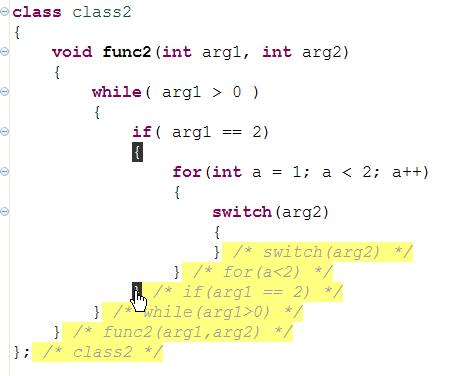 class class2
{
void func2(int arg1, int arg2)
{
while( arg1 > 0 )
{
if( arg1 == 2)
{
for(int a = 1; a < 2; a++)
{
switch(arg2)
{
} /* switch(arg2) */
} /* for(a<2) */
} /* if(arg1 == 2) */
} /* while(arg1>0) */
} /* func2(arg1,arg2) */
}; /* class2 */